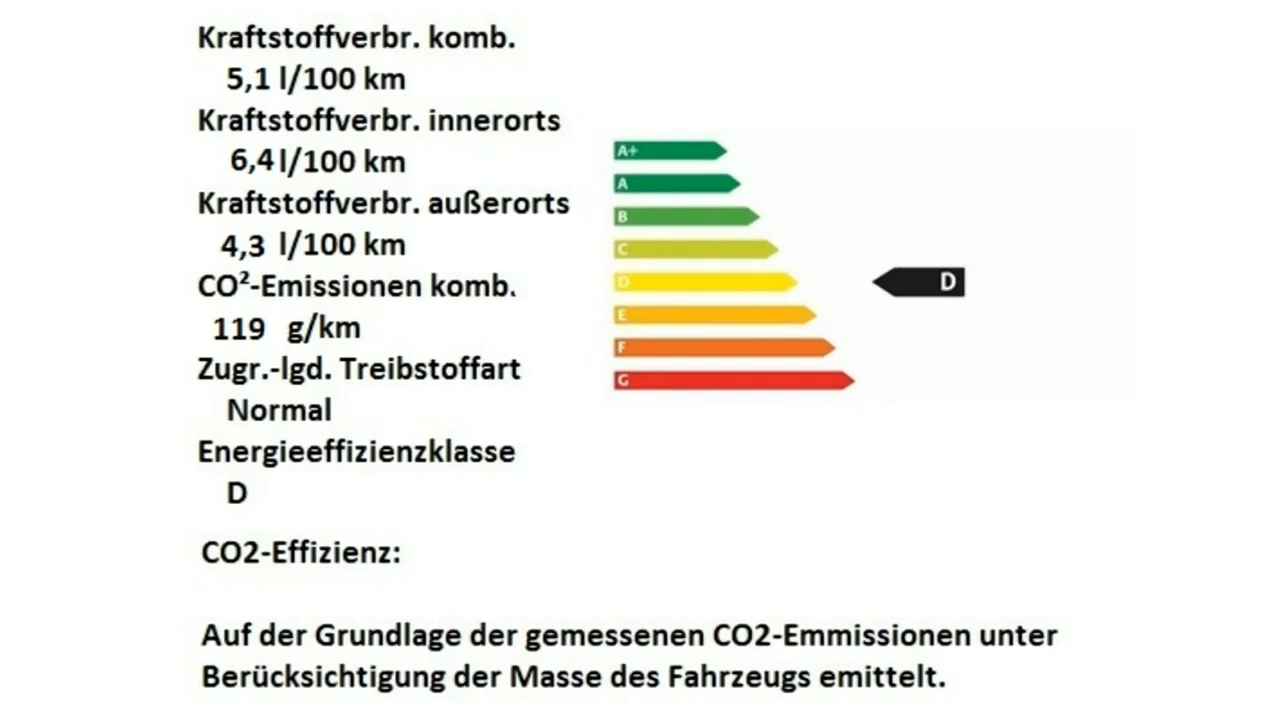 Kraftstoffverbr. komb.
5,1 l/100 km
Kraftstoffverbr. innerorts
6,4 l/100 km
Kraftstoffverbr. außerorts
4,3 l/100 km
CO²-Emissionen komb.
119 g/km
Zugr.-lgd. Treibstoffart
Normal
Energieeffizienzklasse
D
A+
A
B
C
D
D
E
F
G
CO2-Effizienz:
Auf der Grundlage der gemessenen CO2-Emmissionen unter
Berücksichtigung der Masse des Fahrzeugs emittelt.